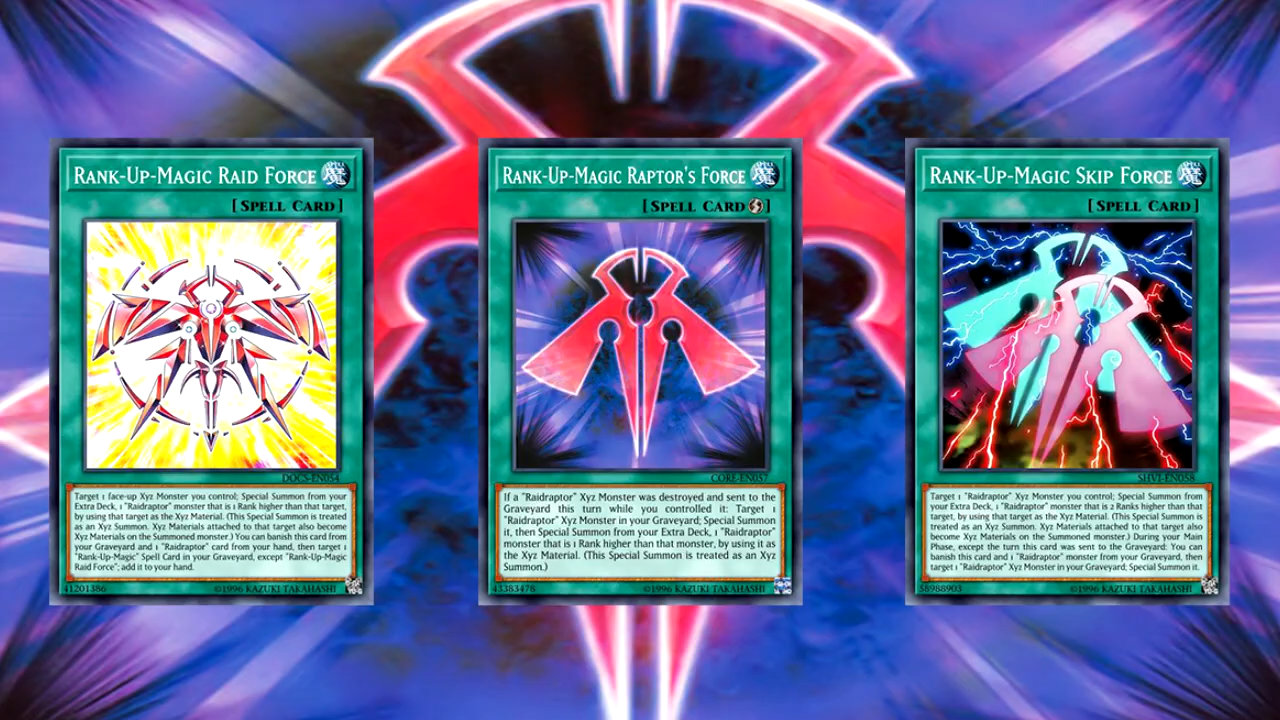 RANK-UP-MAGIC RAID FORCE
[SPELL CARD]
DOCS-EN054
Target 1 face-up Xyz Monster you control; Special Summon from your
Extra Deck, 1 "Raidraptor" monster that is 1 Rank higher than that target,
by using that target as the Xyz Material. (This Special Summon is treated
as an Xyz Summon. Xyz Materials attached to that target also become
Xyz Materials on the Summoned monster.) You can banish this card from
your Graveyard and 1 "Raidraptor" card from your hand, then target 1
"Rank-Up-Magic" Spell Card in your Graveyard, except "Rank-Up-Magic
Raid Force"; add it to your hand.
41201386 ©1996 KAZUKI TAKAHASHI
RANK-UP-MAGIC RAPTOR'S FORCE
[SPELL CARD]
CORE-EN057
If a "Raidraptor" Xyz Monster was destroyed and sent to the
Graveyard this turn while you controlled it: Target 1
"Raidraptor" Xyz Monster in your Graveyard; Special Summon
it, then Special Summon from your Extra Deck, 1 "Raidraptor"
monster that is 1 Rank higher than that monster, by using it as
the Xyz Material. (This Special Summon is treated as an Xyz
Summon.)
43383478 ©1996 KAZUKI TAKAHASHI
RANK-UP-MAGIC SKIP FORCE
[SPELL CARD]
SHVI-EN058
Target 1 "Raidraptor" Xyz Monster you control; Special Summon from
your Extra Deck, 1 "Raidraptor" monster that is 2 Ranks higher than that
target, by using that target as the Xyz Material. (This Special Summon is
treated as an Xyz Summon. Xyz Materials attached to that target also
become Xyz Materials on the Summoned monster.) During your Main
Phase, except the turn this card was sent to the Graveyard: You can
banish this card and 1 "Raidraptor" monster from your Graveyard, then
target 1 "Raidraptor" Xyz Monster in your Graveyard; Special Summon it.
58988903 ©1996 KAZUKI TAKAHASHI